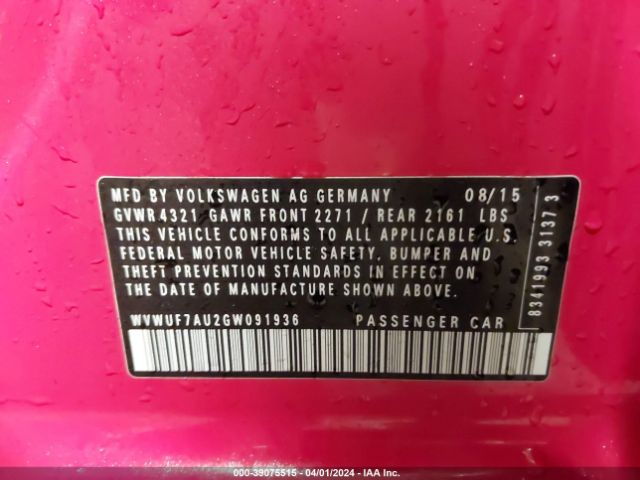 MFD BY VOLKSWAGEN AG GERMANY 08/15
GVWR 4321 GAWR FRONT 2271 / REAR 2161 LBS
THIS VEHICLE CONFORMS TO ALL APPLICABLE U.S.
FEDERAL MOTOR VEHICLE SAFETY, BUMPER AND
THEFT PREVENTION STANDARDS IN EFFECT ON
THE DATE OF MANUFACTURE SHOWN ABOVE.
WVWUF7AU2GW091936 PASSENGER CAR
8341993 3137 3
000-39075515 - 04/01/2024 - IAA Inc.